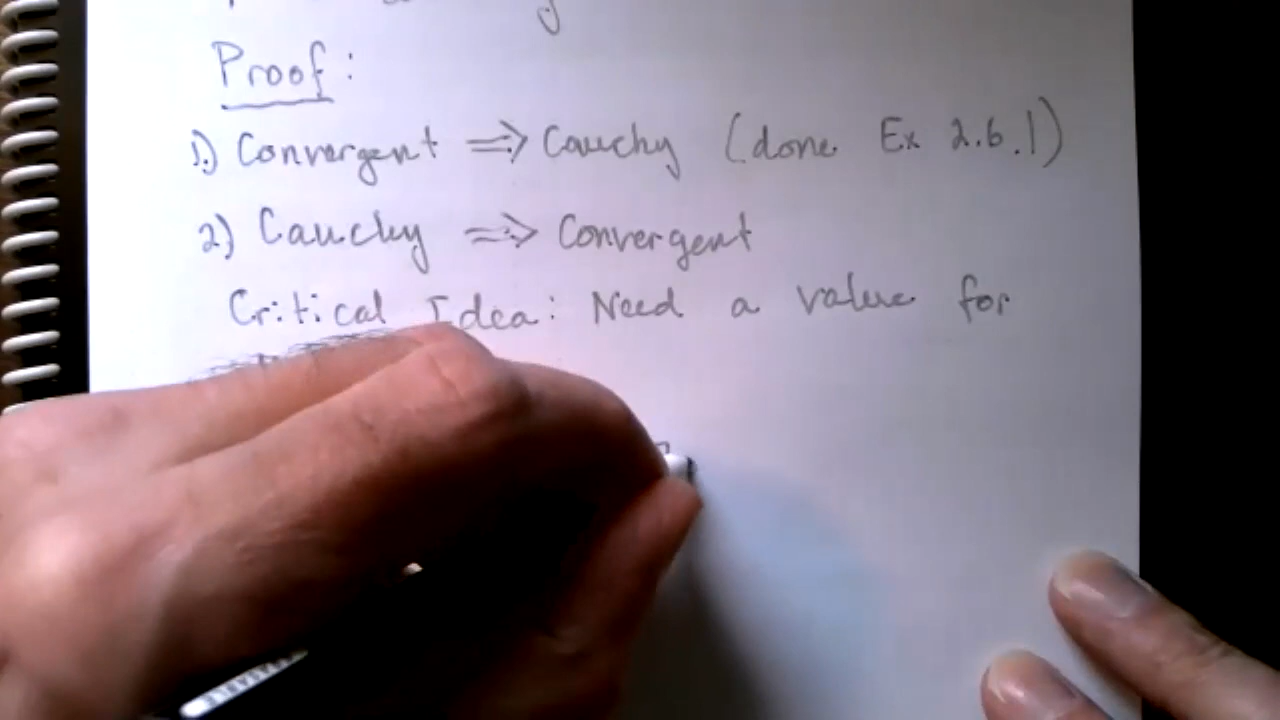 Proof:
1.) Convergent ⇒ Cauchy (done Ex 2.6.1)
2) Cauchy ⇒ Convergent
Critical Idea: Need a value for